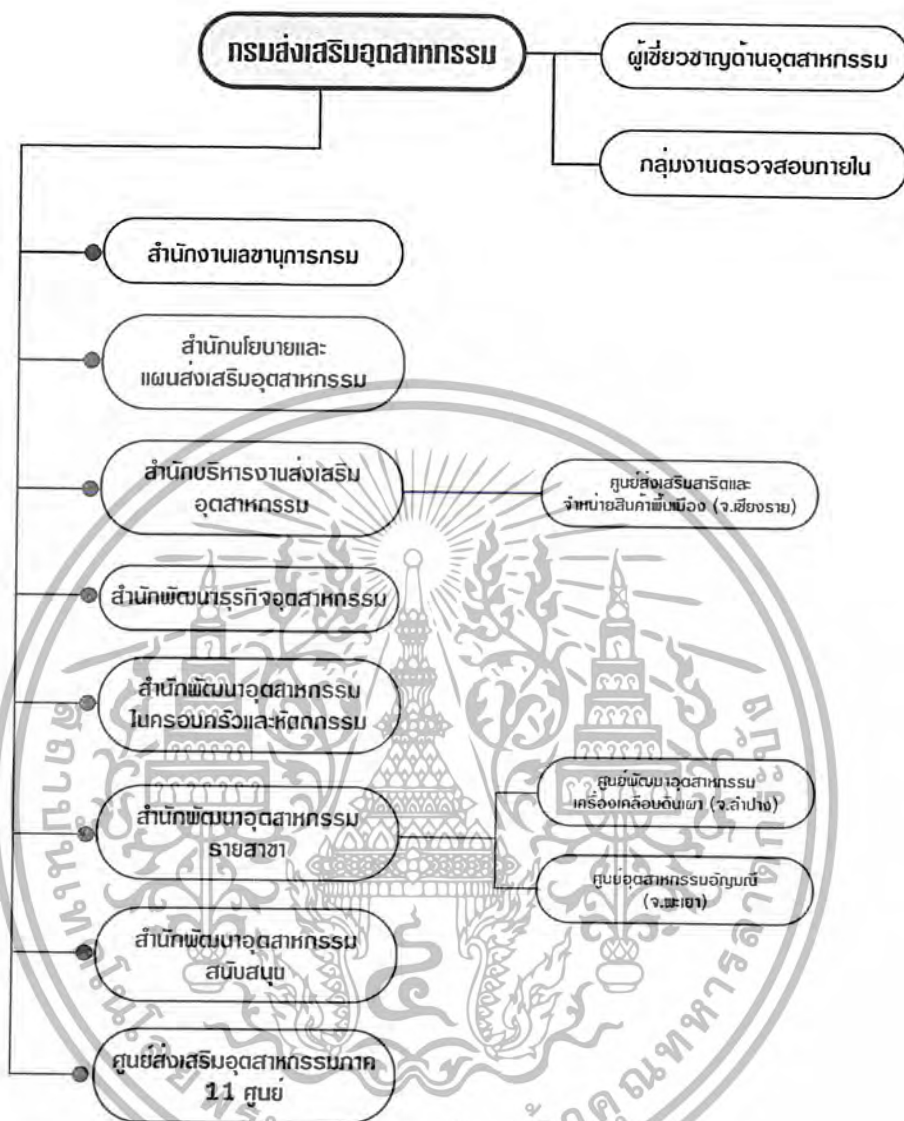 กรมส่งเสริมอุตสาหกรรม
ผู้เชี่ยวชาญด้านอุตสาหกรรม
กลุ่มงานตรวจสอบภายใน
สำนักงานเลขานุการกรม
สำนักนโยบายและ
แผนส่งเสริมอุตสาหกรรม
สำนักบริหารงานส่งเสริม
อุตสาหกรรม
ศูนย์ส่งเสริมสาริตและ
จำหน่ายสินค้าพื้นเมือง (จ.เชียงราย)
สำนักพัฒนาธุรกิจอุตสาหกรรม
สำนักพัฒนาอุตสาหกรรม
ในครอบครัวและหัตถกรรม
สำนักพัฒนาอุตสาหกรรม
รายสาขา
ศูนย์พัฒนาอุตสาหกรรม
เครื่องเคลือบดินเผา (จ.ลำปาง)
ศูนย์อุตสาหกรรมอัญมณี
(จ.พะเยา)
สำนักพัฒนาอุตสาหกรรม
สนับสนุน
ศูนย์ส่งเสริมอุตสาหกรรมภาค
11 ศูนย์